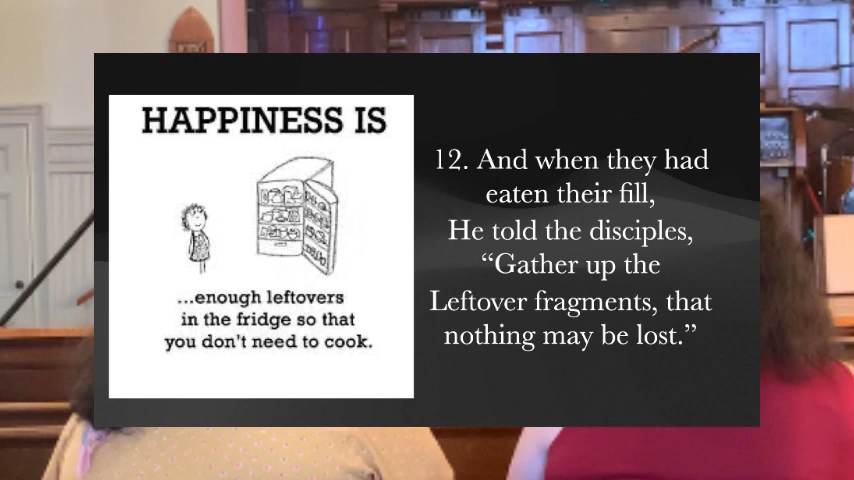 HAPPINESS IS
...enough leftovers
in the fridge so that
you don't need to cook.
12. And when they had
eaten their fill,
He told the disciples,
“Gather up the
Leftover fragments, that
nothing may be lost.”